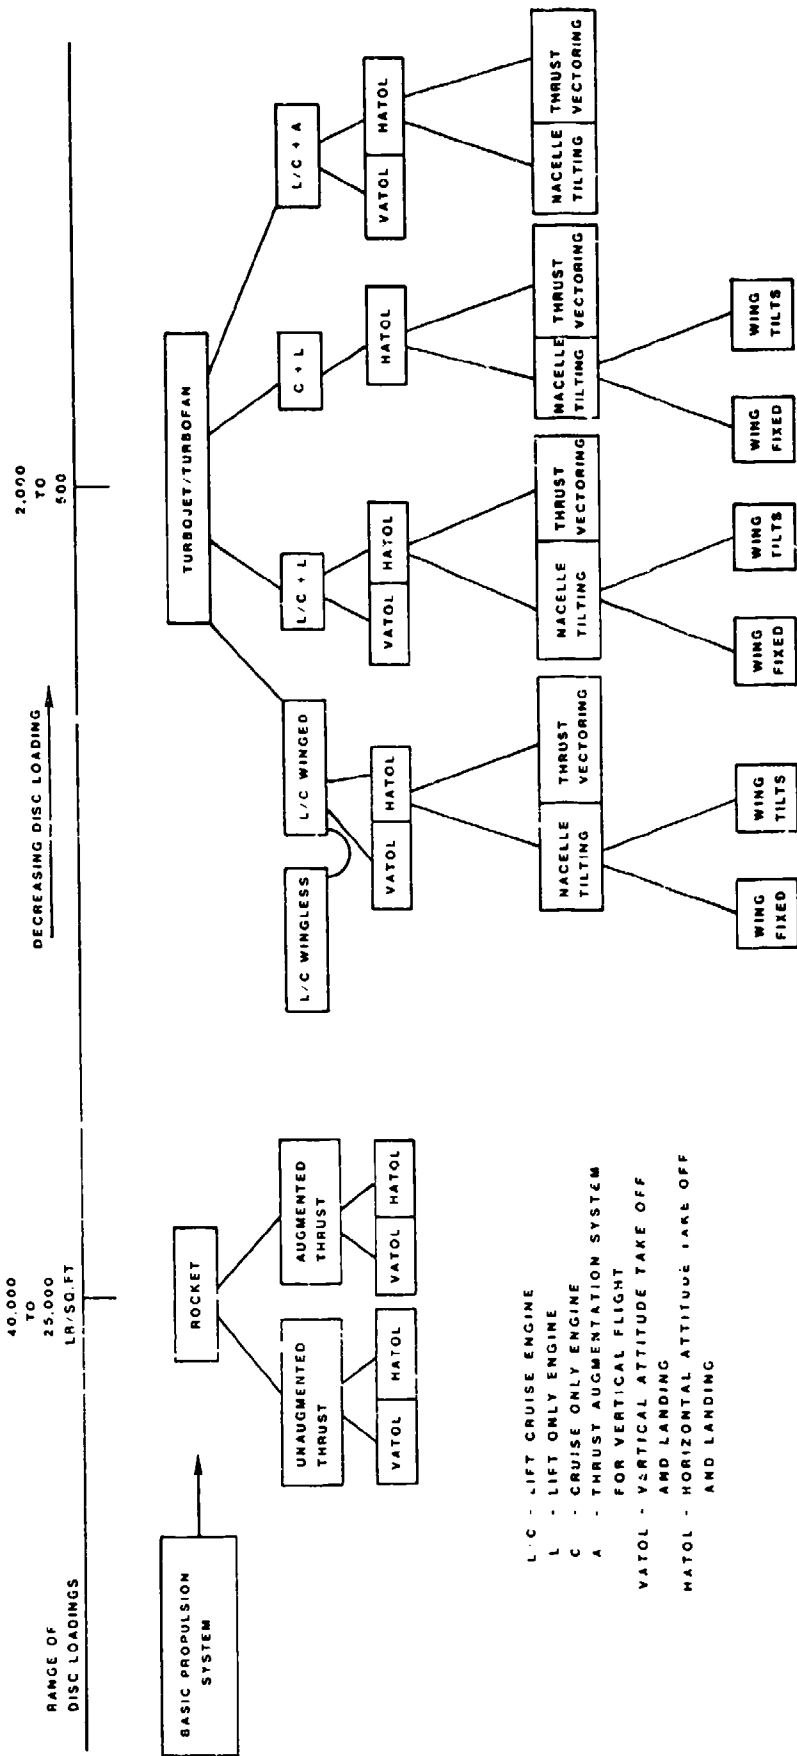 RANGE OF
DISC LOADINGS
40,000
TO
25,000
LB/SQ.FT
DECREASING DISC LOADING
2,000
TO
500
BASIC PROPULSION
SYSTEM
ROCKET
UNAUGMENTED
THRUST
AUGMENTED
THRUST
VATOL
HATOL
VATOL
HATOL
TURBOJET/TURBOFAN
L/C WINGLESS
L/C WINGED
L/C + L
C + L
L/C + A
VATOL
HATOL
VATOL
HATOL
HATOL
VATOL
HATOL
NACELLE
TILTING
THRUST
VECTORING
NACELLE
TILTING
THRUST
VECTORING
NACELLE
TILTING
THRUST
VECTORING
NACELLE
TILTING
THRUST
VECTORING
WING
FIXED
WING
TILTS
WING
FIXED
WING
TILTS
WING
FIXED
WING
TILTS
L/C - LIFT CRUISE ENGINE
L - LIFT ONLY ENGINE
C - CRUISE ONLY ENGINE
A - THRUST AUGMENTATION SYSTEM
FOR VERTICAL FLIGHT
VATOL - VERTICAL ATTITUDE TAKE OFF
AND LANDING
HATOL - HORIZONTAL ATTITUDE TAKE OFF
AND LANDING